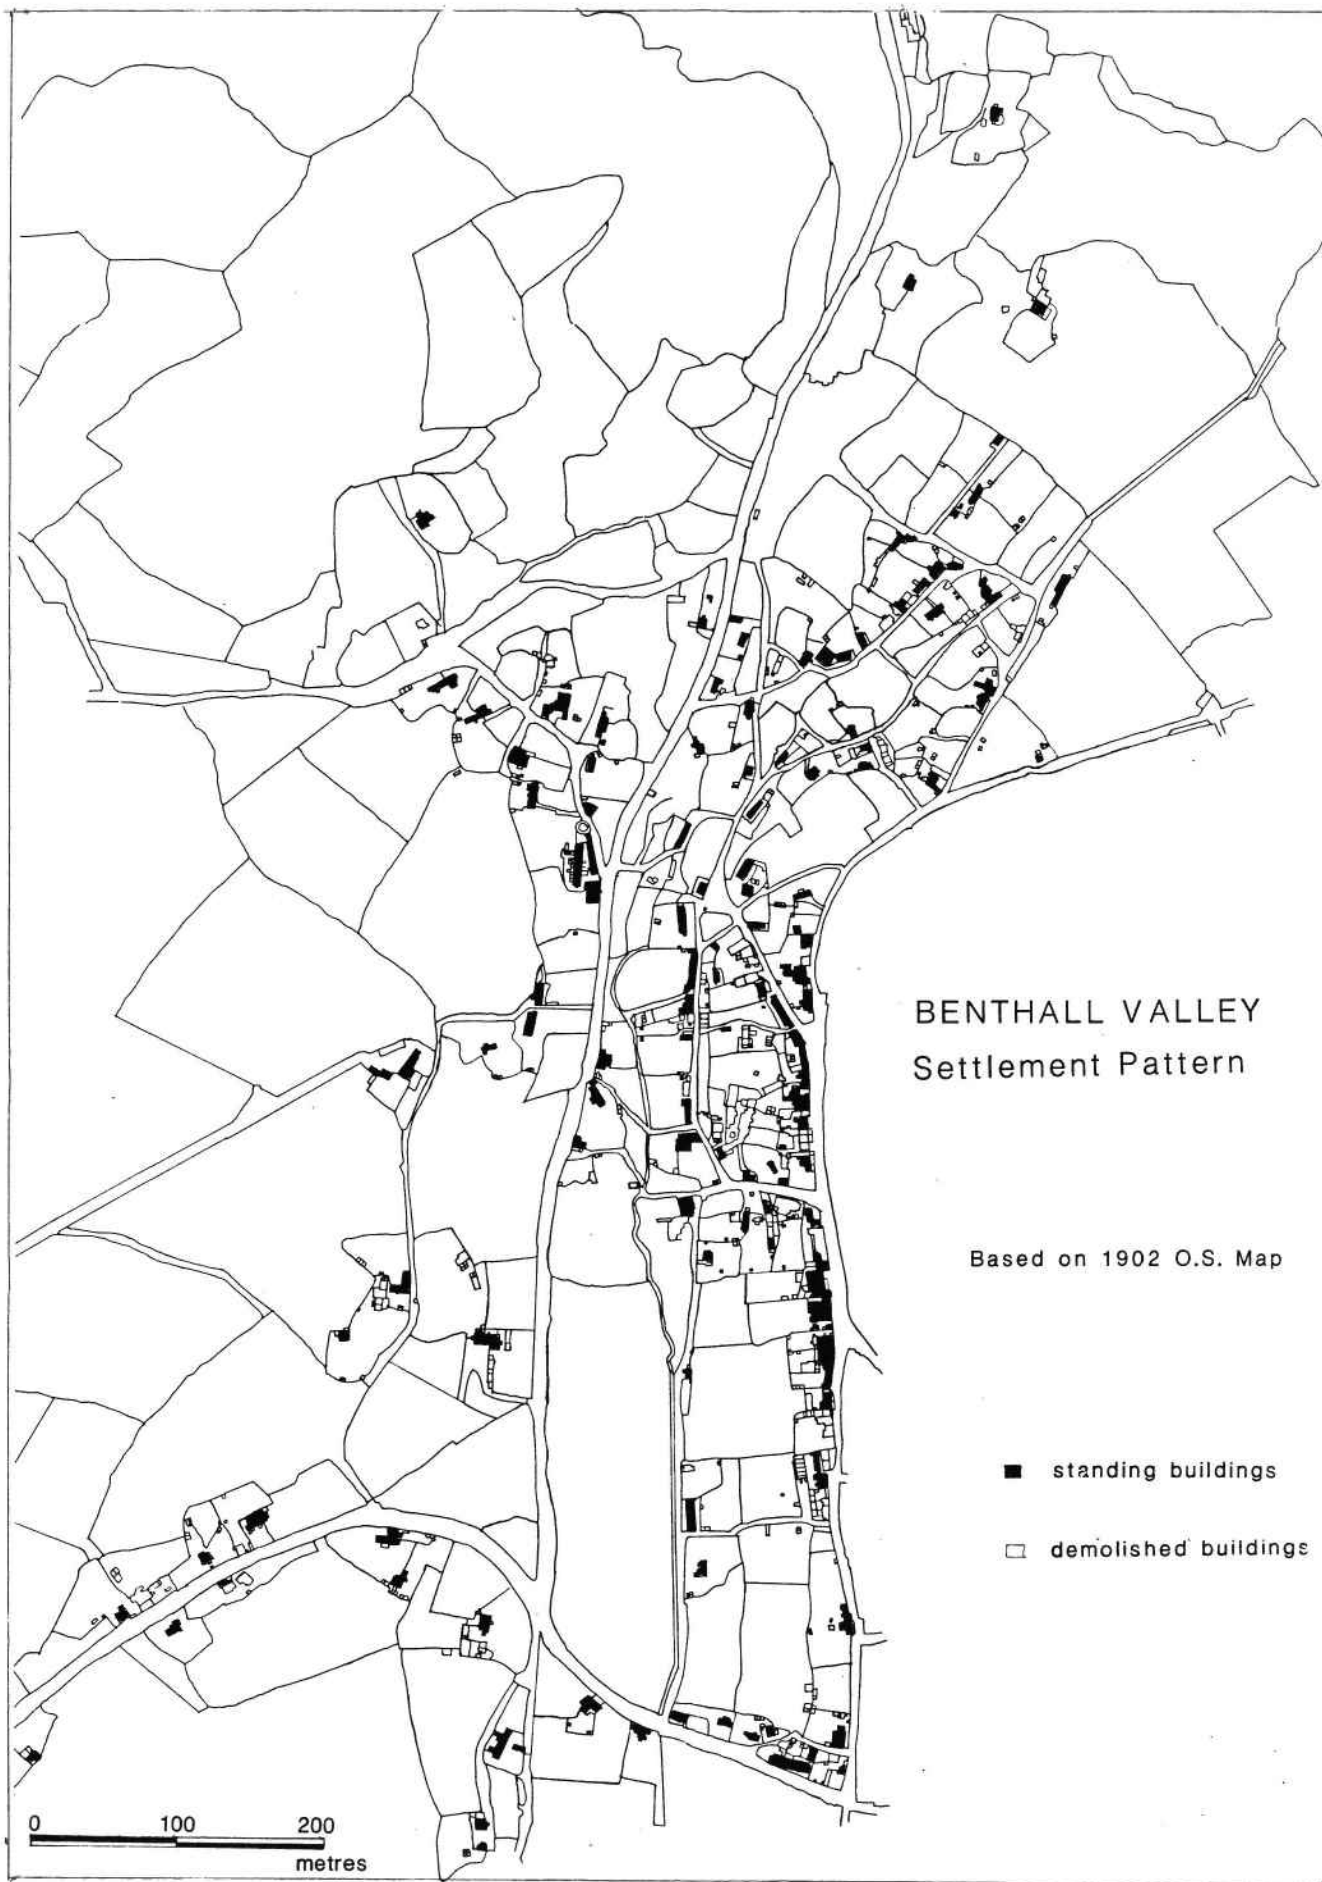 BENTHALL VALLEY
Settlement Pattern
Based on 1902 O.S. Map
standing buildings
demolished buildings
0 100 200
metres